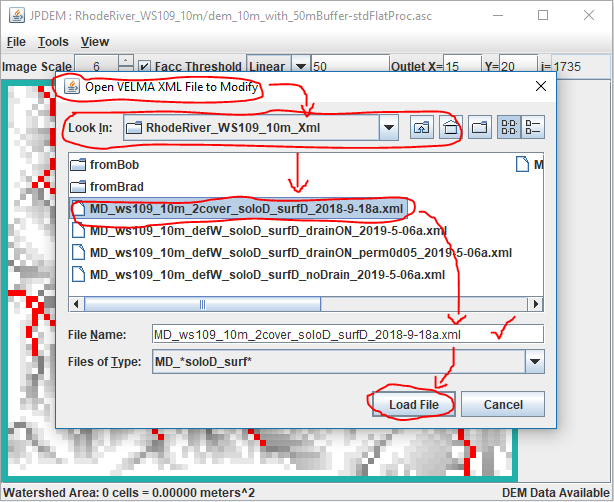 JPDEM : RhodeRiver_WS109_10m/dem_10m_with_50mBuffer-stdFlatProc.asc
File Tools View
Image Scale 6 Facc Threshold Linear 50 Outlet X= 15 Y= 20 i= 1735
Open VELMA XML File to Modify
Look In: RhodeRiver_WS109_10m_Xml
fromBob M
fromBrad
MD_ws109_10m_2cover_soloD_surfD_2018-9-18a.xml
MD_ws109_10m_defW_soloD_surfD_drainON_2019-5-06a.xml
MD_ws109_10m_defW_soloD_surfD_drainON_perm0d05_2019-5-06a.xml
MD_ws109_10m_defW_soloD_surfD_noDrain_2019-5-06a.xml
File Name: MD_ws109_10m_2cover_soloD_surfD_2018-9-18a.xml
Files of Type: MD_*soloD_surf*
Load File Cancel
Watershed Area: 0 cells = 0.00000 meters^2 DEM Data Available